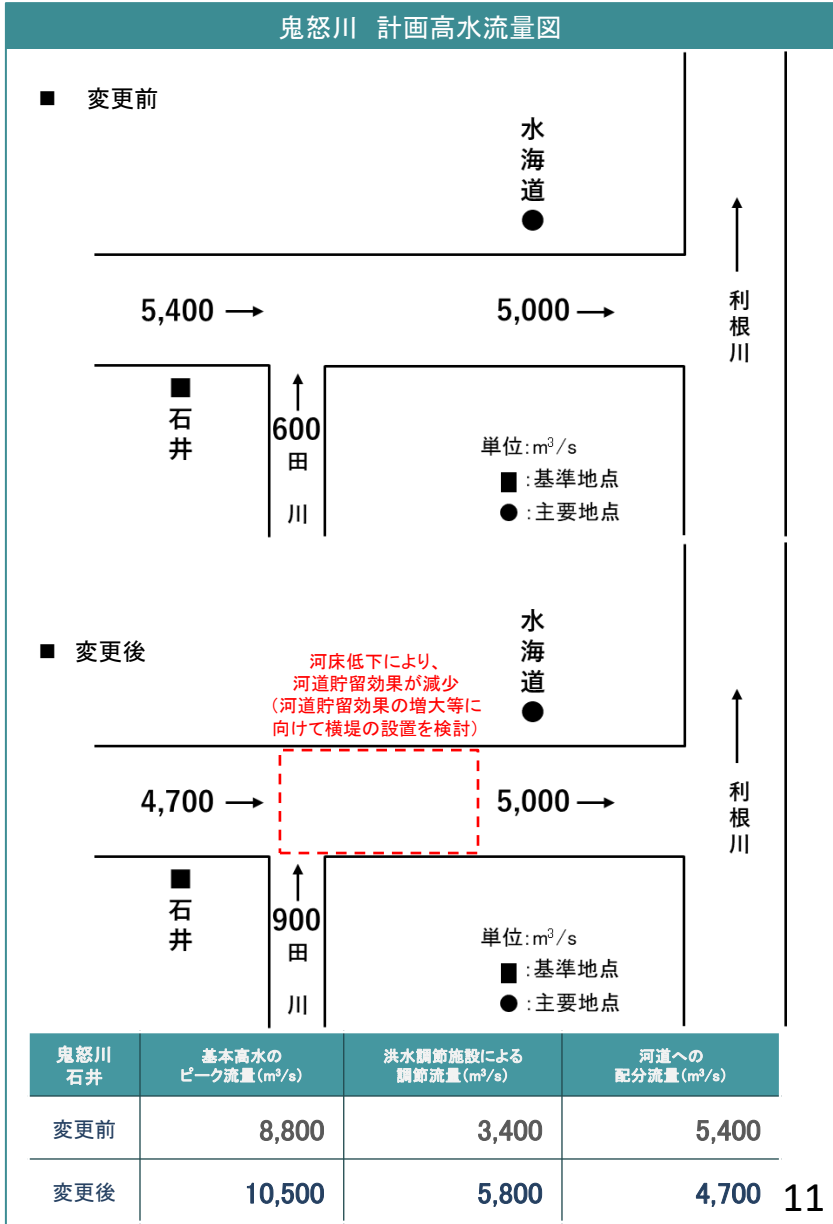 鬼怒川 計画高水流量図
■ 変更前
水海道
●
5,400 →
5,000 →
利根川
■
石井
600
田川
単位:m³/s
■:基準地点
●:主要地点
■ 変更後
水海道
●
河床低下により、
河道貯留効果が減少
(河道貯留効果の増大等に
向けて横堤の設置を検討)
4,700 →
5,000 →
利根川
■
石井
900
田川
単位:m³/s
■:基準地点
●:主要地点
鬼怒川
石井
基本高水の
ピーク流量(m³/s)
洪水調節施設による
調節流量(m³/s)
河道への
配分流量(m³/s)
変更前 8,800 3,400 5,400
変更後 10,500 5,800 4,700
11